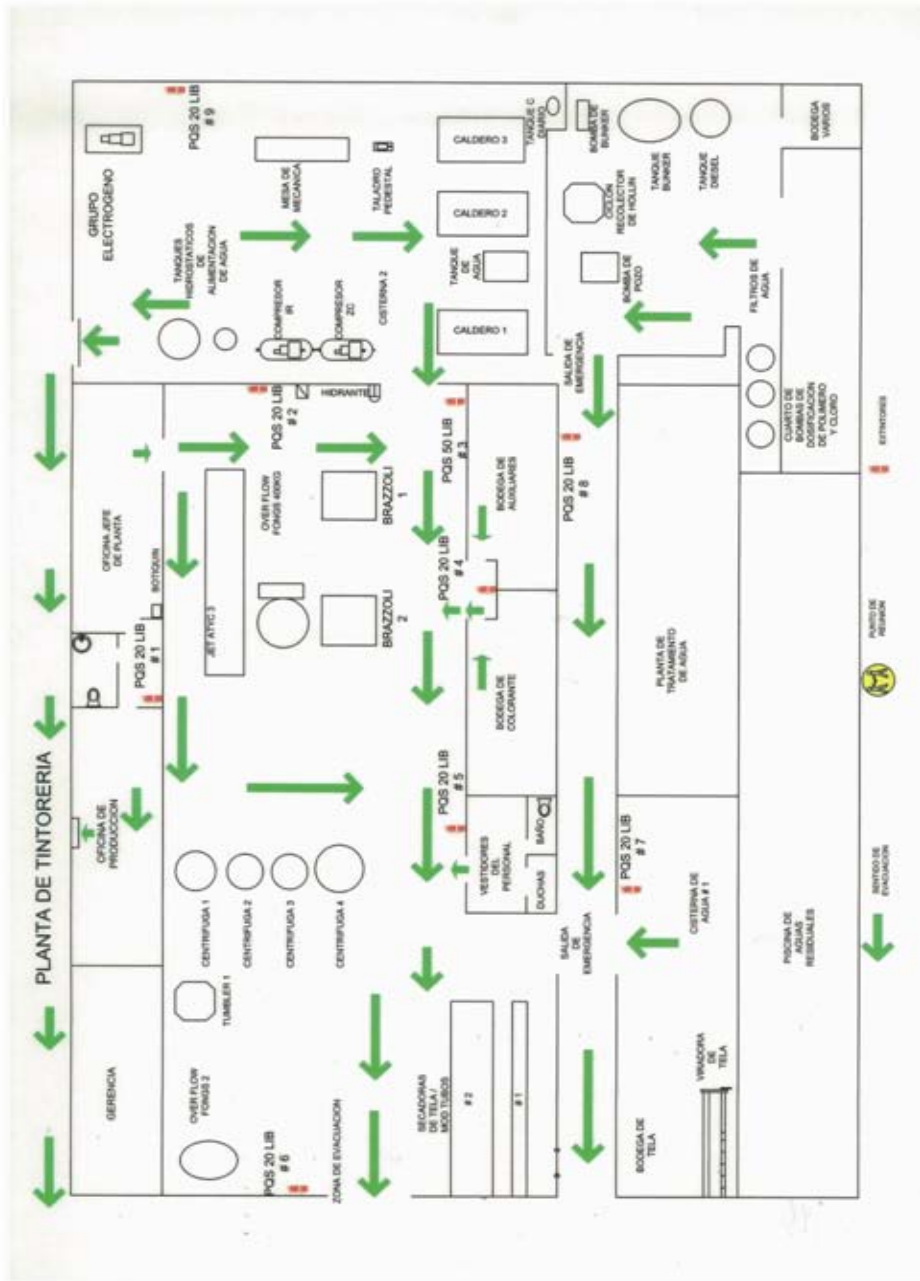 PLANTA DE TINTORERIA
GERENCIA
OFICINA DE
PRODUCCION
PQS 20 LIB
# 1
BOTIQUIN
OFICINA JEFE
DE PLANTA
GRUPO
ELECTROGENO
PQS 20 LIB
# 9
TANQUES
HIDROSTATICOS
DE
ALIMENTACION
DE AGUA
OVER FLOW
FONGS 2
TUMBLER 1
CENTRIFUGA 1
CENTRIFUGA 2
CENTRIFUGA 3
CENTRIFUGA 4
JET ATYC 3
OVER FLOW
FONGS 400KG
PQS 20 LIB
# 2
HIDRANTE
COMPRESOR
IR
COMPRESOR
ZC
CISTERNA 2
MESA DE
MECANICA
TALADRO
PEDESTAL
PQS 20 LIB
# 6
ZONA DE EVACUACION
BRAZZOLI
2
BRAZZOLI
1
SECADORAS
DE TELA /
MOD TUBOS
# 2
# 1
PQS 20 LIB
# 5
PQS 20 LIB
# 4
PQS 50 LIB
# 3
VESTIDORES
DEL
PERSONAL
DUCHAS
BAÑO
BODEGA DE
COLORANTE
BODEGA DE
AUXILIARES
CALDERO 1
TANQUE
DE
AGUA
CALDERO 2
CALDERO 3
TANQUE C
DIARIO
SALIDA
DE
EMERGENCIA
PQS 20 LIB
# 8
SALIDA DE
EMERGENCIA
BOMBA DE
POZO
CICLON
RECOLECTOR
DE HOLLIN
BOMBA DE
BUNKER
TANQUE
BUNKER
TANQUE
DIESEL
BODEGA DE
TELA
VIRADORA
DE
TELA
CISTERNA DE
AGUA # 1
PQS 20 LIB
# 7
PLANTA DE
TRATAMIENTO
DE AGUA
FILTROS DE
AGUA
CUARTO DE
BOMBAS DE
DOSIFICACION
DE POLIMERO
Y CLORO
BODEGA
VARIOS
PISCINA DE
AGUAS
RESIDUALES
SENTIDO DE
EVACUACION
PUNTO DE
REUNION
EXTINTORES